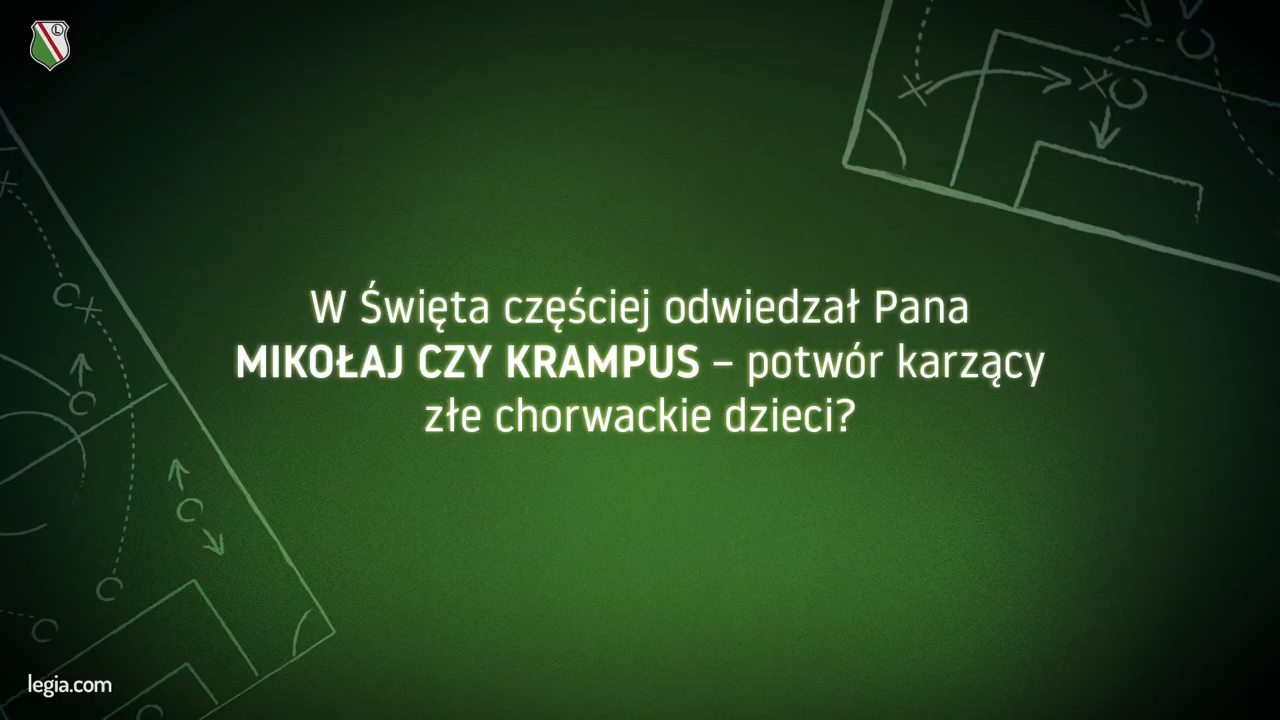 W Święta częściej odwiedzał Pana
MIKOŁAJ CZY KRAMPUS – potwór karzący
złe chorwackie dzieci?
legia.com